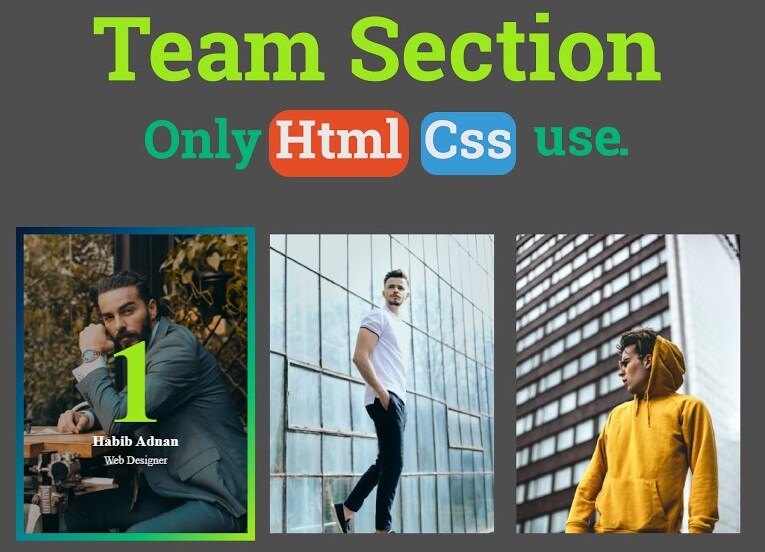 Team Section
Only Html Css use.
1
Habib Adnan
Web Designer